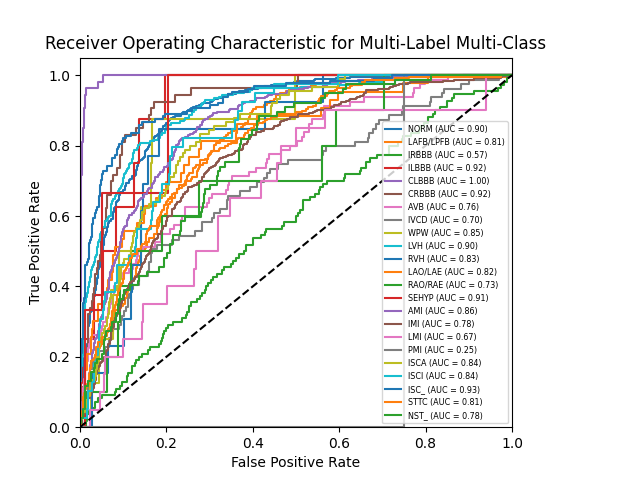 Receiver Operating Characteristic for Multi-Label Multi-Class
True Positive Rate
1.0
0.8
0.6
0.4
0.2
0.0
NORM (AUC = 0.90)
LAFB/LPFB (AUC = 0.81)
IRBBB (AUC = 0.57)
ILBBB (AUC = 0.92)
CLBBB (AUC = 1.00)
CRBBB (AUC = 0.92)
AVB (AUC = 0.76)
IVCD (AUC = 0.70)
WPW (AUC = 0.85)
LVH (AUC = 0.90)
RVH (AUC = 0.83)
LAO/LAE (AUC = 0.82)
RAO/RAE (AUC = 0.73)
SEHYP (AUC = 0.91)
AMI (AUC = 0.86)
IMI (AUC = 0.78)
LMI (AUC = 0.67)
PMI (AUC = 0.25)
ISCA (AUC = 0.84)
ISCI (AUC = 0.84)
ISC_ (AUC = 0.93)
STTC (AUC = 0.81)
NST_ (AUC = 0.78)
0.0 0.2 0.4 0.6 0.8 1.0
False Positive Rate